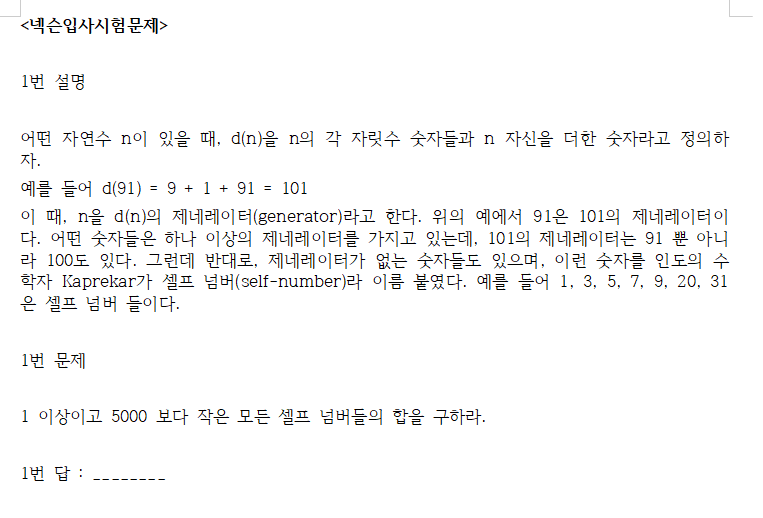 <넥슨입사시험문제>
1번 설명
어떤 자연수 n이 있을 때, d(n)을 n의 각 자릿수 숫자들과 n 자신을 더한 숫자라고 정의하
자.
예를 들어 d(91) = 9 + 1 + 91 = 101
이 때, n을 d(n)의 제네레이터(generator)라고 한다. 위의 예에서 91은 101의 제네레이터이
다. 어떤 숫자들은 하나 이상의 제네레이터를 가지고 있는데, 101의 제네레이터는 91 뿐 아니
라 100도 있다. 그런데 반대로, 제네레이터가 없는 숫자들도 있으며, 이런 숫자를 인도의 수
학자 Kaprekar가 셀프 넘버(self-number)라 이름 붙였다. 예를 들어 1, 3, 5, 7, 9, 20, 31
은 셀프 넘버 들이다.
1번 문제
1 이상이고 5000 보다 작은 모든 셀프 넘버들의 합을 구하라.
1번 답 : ________